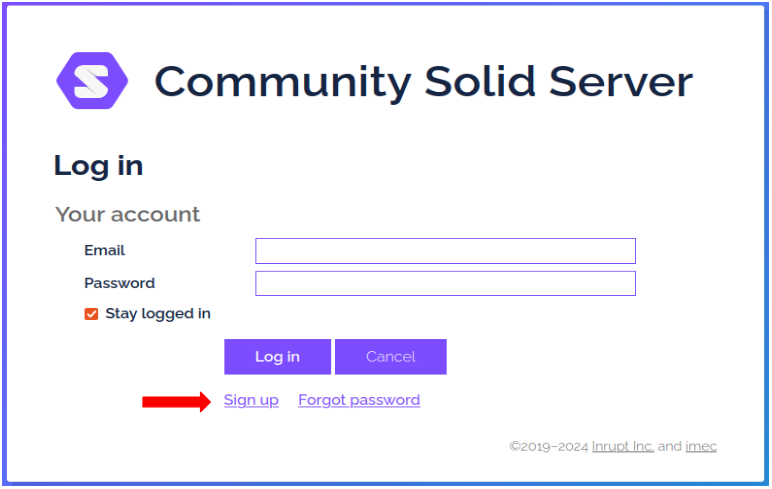 Community Solid Server
Log in
Your account
Email
Password
Stay logged in
Log in Cancel
Sign up Forgot password
©2019–2024 Inrupt Inc. and imec